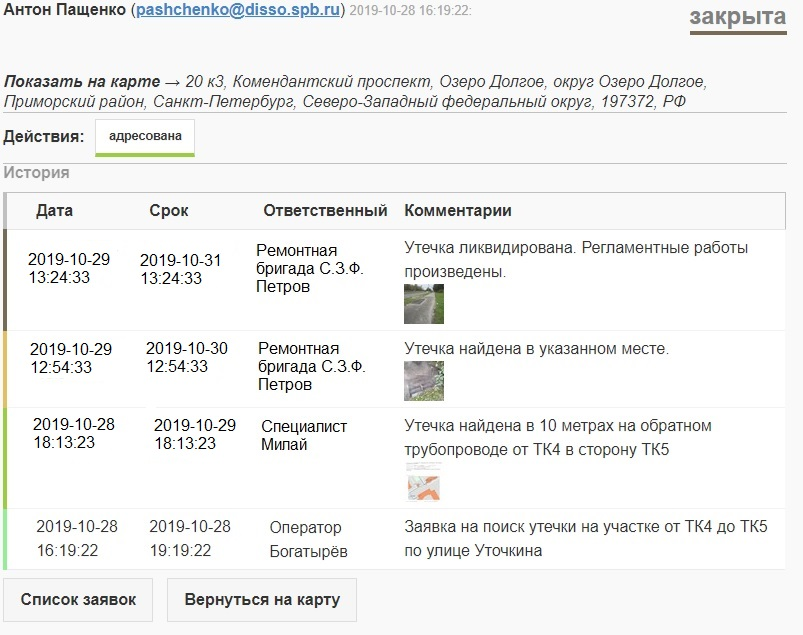 Антон Пащенко (pashchenko@disso.spb.ru) 2019-10-28 16:19:22:
закрыта
Показать на карте → 20 к3, Комендантский проспект, Озеро Долгое, округ Озеро Долгое,
Приморский район, Санкт-Петербург, Северо-Западный федеральный округ, 197372, РФ
Действия: адресована
История
Дата Срок Ответственный Комментарии
2019-10-29 13:24:33
2019-10-31 13:24:33
Ремонтная
бригада С.З.Ф.
Петров
Утечка ликвидирована. Регламентные работы
произведены.
2019-10-29 12:54:33
2019-10-30 12:54:33
Ремонтная
бригада С.З.Ф.
Петров
Утечка найдена в указанном месте.
2019-10-28 18:13:23
2019-10-29 18:13:23
Специалист
Милай
Утечка найдена в 10 метрах на обратном
трубопроводе от ТК4 в сторону ТК5
2019-10-28 16:19:22
2019-10-28 19:19:22
Оператор
Богатырёв
Заявка на поиск утечки на участке от ТК4 до ТК5
по улице Уточкина
Список заявок Вернуться на карту